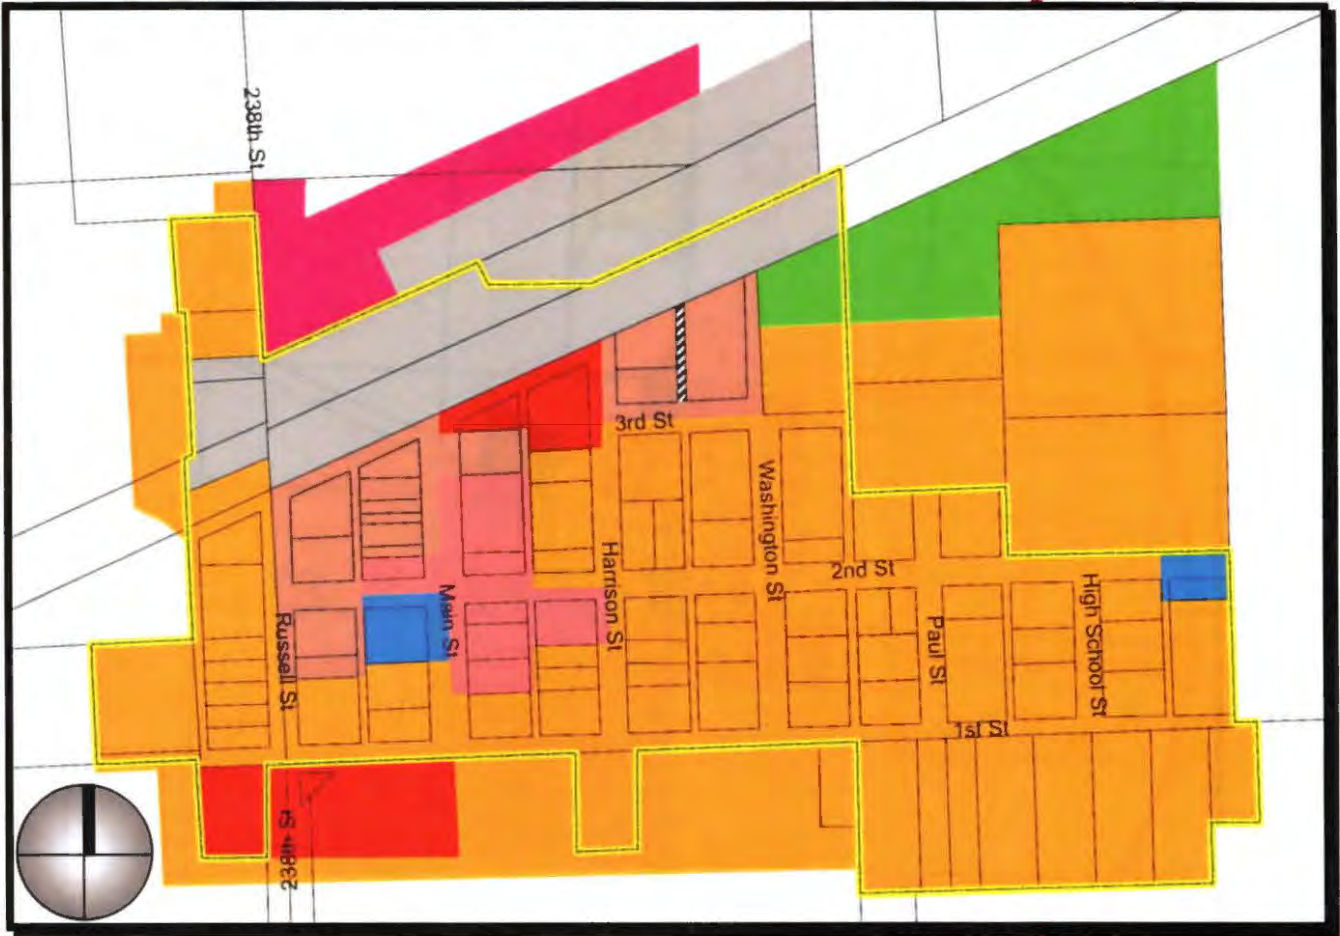 238th St
3rd St
Washington St
Harrison St
2nd St
Main St
High School St
Russell St
Paul St
1st St
238th St